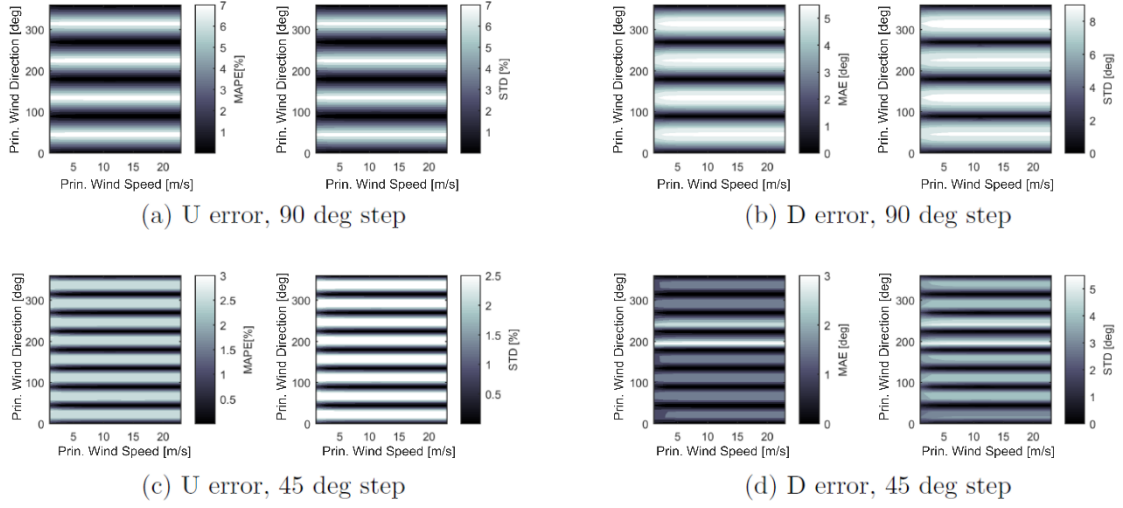 Prin. Wind Direction [deg]
300
200
100
0
5 10 15 20
Prin. Wind Speed [m/s]
7
6
5
4
3
2
1
MAPE[%]
Prin. Wind Direction [deg]
300
200
100
0
5 10 15 20
Prin. Wind Speed [m/s]
7
6
5
4
3
2
1
STD [%]
(a) U error, 90 deg step
Prin. Wind Direction [deg]
300
200
100
0
5 10 15 20
Prin. Wind Speed [m/s]
5
4
3
2
1
0
MAE [deg]
Prin. Wind Direction [deg]
300
200
100
0
5 10 15 20
Prin. Wind Speed [m/s]
8
6
4
2
0
STD [deg]
(b) D error, 90 deg step
Prin. Wind Direction [deg]
300
200
100
0
5 10 15 20
Prin. Wind Speed [m/s]
3
2.5
2
1.5
1
0.5
MAPE[%]
Prin. Wind Direction [deg]
300
200
100
0
5 10 15 20
Prin. Wind Speed [m/s]
2.5
2
1.5
1
0.5
STD [%]
(c) U error, 45 deg step
Prin. Wind Direction [deg]
300
200
100
0
5 10 15 20
Prin. Wind Speed [m/s]
3
2
1
0
MAE [deg]
Prin. Wind Direction [deg]
300
200
100
0
5 10 15 20
Prin. Wind Speed [m/s]
5
4
3
2
1
0
STD [deg]
(d) D error, 45 deg step